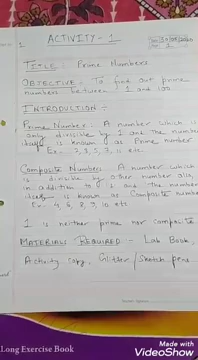 ACTIVITY - 1
TITLE : Prime Numbers
OBJECTIVE - To find out prime
numbers between 1 and 100
INTRODUCTION :-
Prime Number: A number which is
only divisible by 1 and the number
itself is known as Prime number
Ex. 2, 3, 5, 7, 11 etc
Composite Number: A number which
is divisible by other number also,
in addition to 1 and the number
itself is known as Composite number
Ex. 4, 6, 8, 9, 10 etc
1 is neither prime nor composite
MATERIALS REQUIRED - Lab Book,
Activity copy, Glitter/Sketch pens
Long Exercise Book
Made with
VideoShow